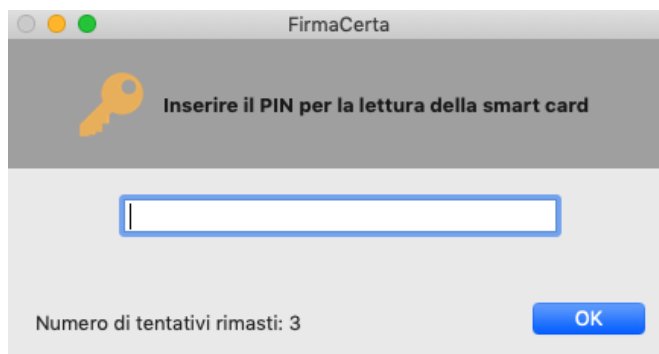 FirmaCerta
Inserire il PIN per la lettura della smart card
Numero di tentativi rimasti: 3
OK